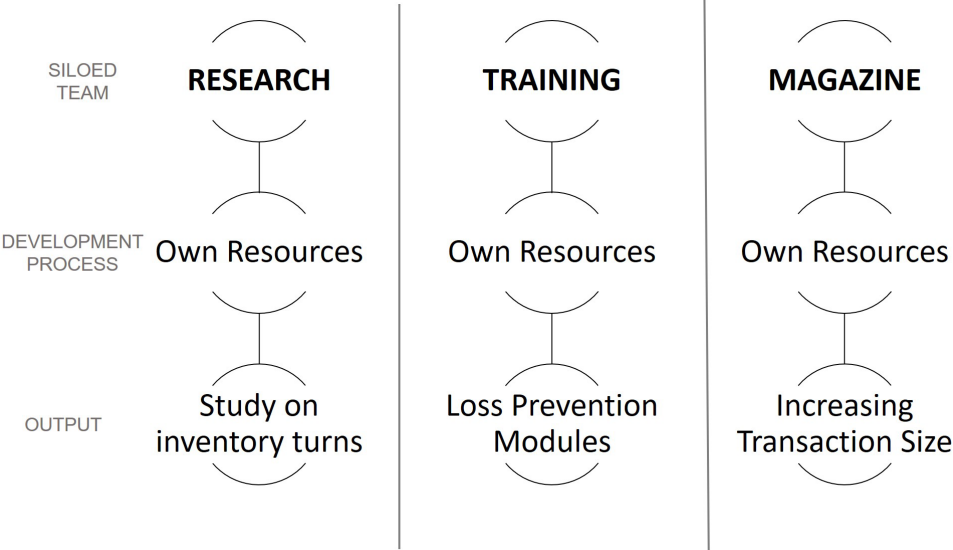 SILOED
TEAM
RESEARCH
TRAINING
MAGAZINE
DEVELOPMENT
PROCESS
Own Resources
Own Resources
Own Resources
OUTPUT
Study on
inventory turns
Loss Prevention
Modules
Increasing
Transaction Size